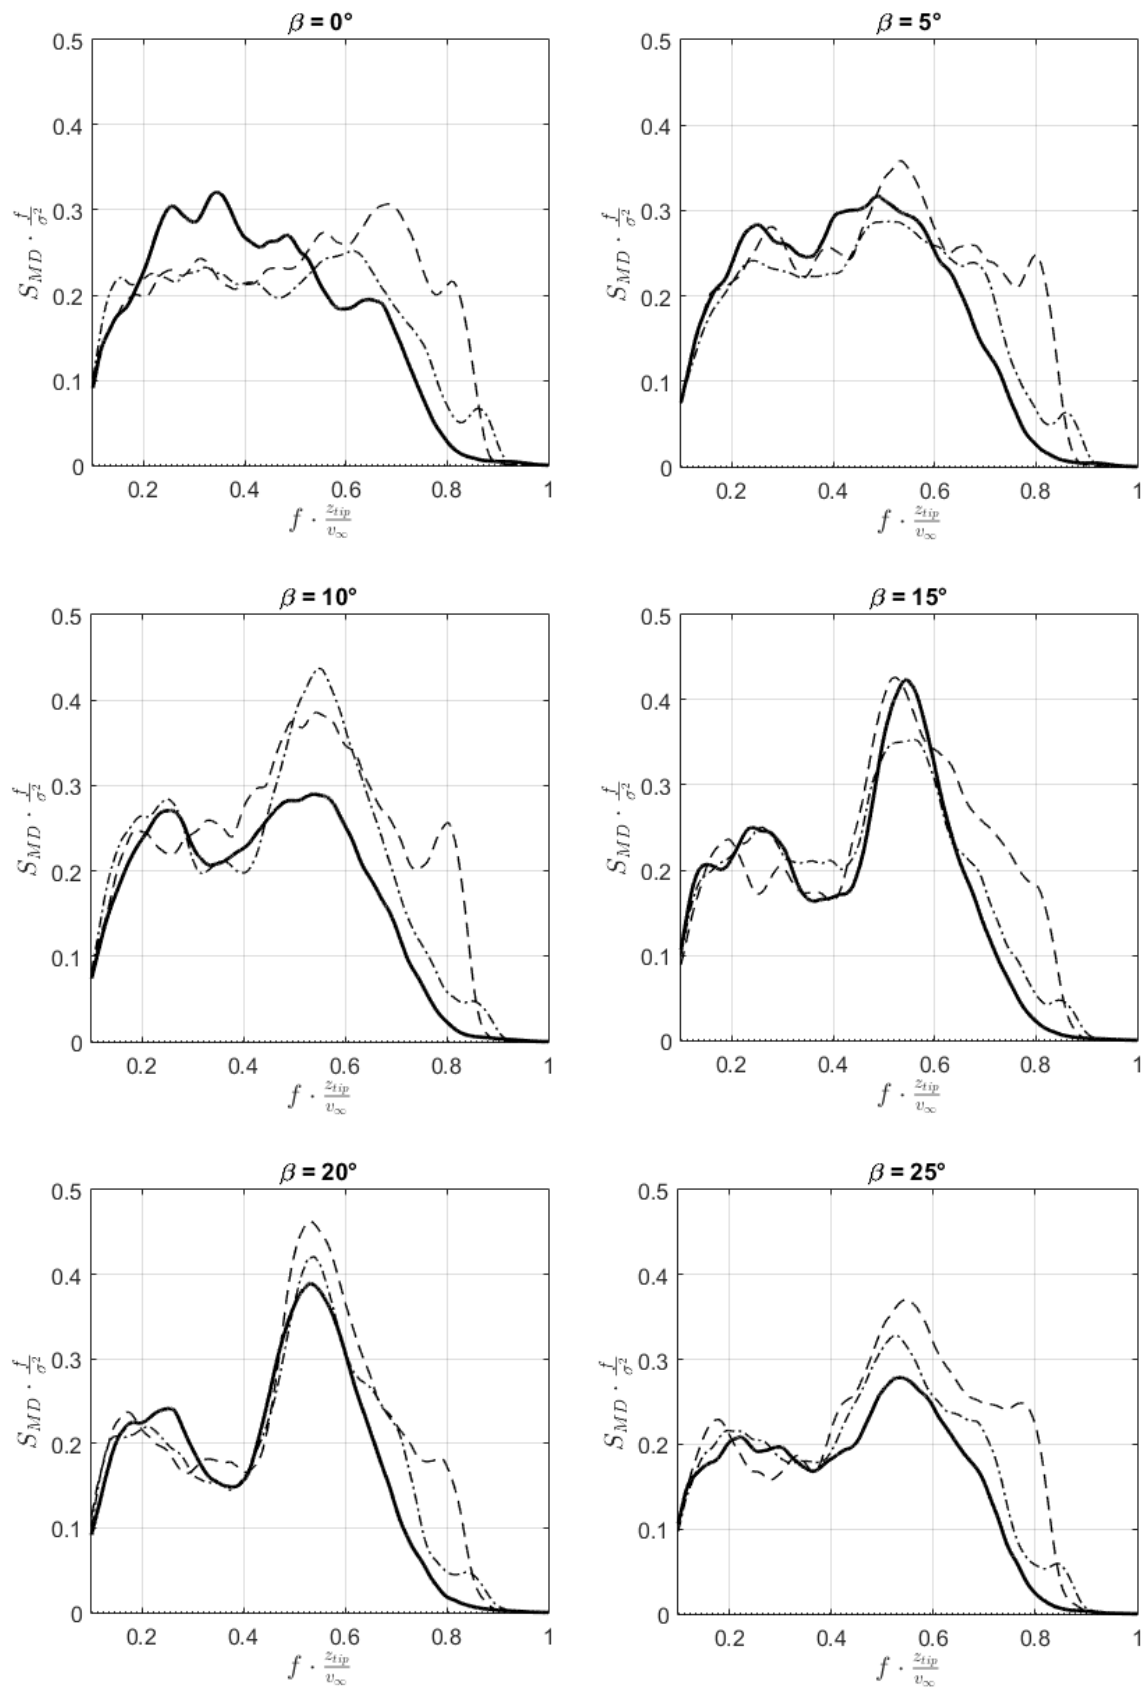 β = 0°
0.5
0.4
0.3
0.2
0.1
0
S_MD · f/σ²
0.2 0.4 0.6 0.8 1
f · z_tip/v_∞
β = 5°
0.5
0.4
0.3
0.2
0.1
0
S_MD · f/σ²
0.2 0.4 0.6 0.8 1
f · z_tip/v_∞
β = 10°
0.5
0.4
0.3
0.2
0.1
0
S_MD · f/σ²
0.2 0.4 0.6 0.8 1
f · z_tip/v_∞
β = 15°
0.5
0.4
0.3
0.2
0.1
0
S_MD · f/σ²
0.2 0.4 0.6 0.8 1
f · z_tip/v_∞
β = 20°
0.5
0.4
0.3
0.2
0.1
0
S_MD · f/σ²
0.2 0.4 0.6 0.8 1
f · z_tip/v_∞
β = 25°
0.5
0.4
0.3
0.2
0.1
0
S_MD · f/σ²
0.2 0.4 0.6 0.8 1
f · z_tip/v_∞